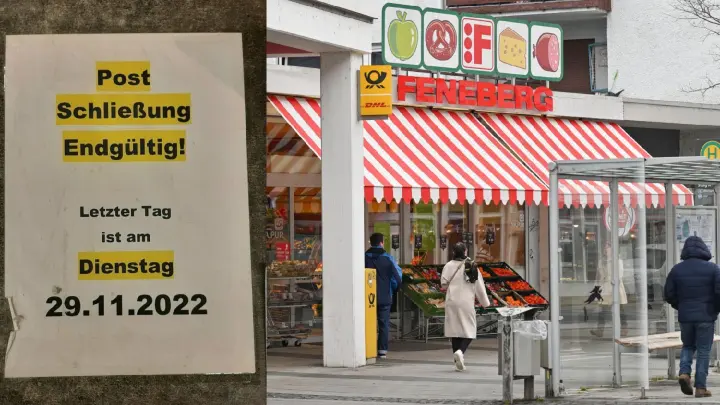 Post
Schließung
Endgültig!
Letzter Tag
ist am
Dienstag
29.11.2022
F
DHL
FENEBERG
H